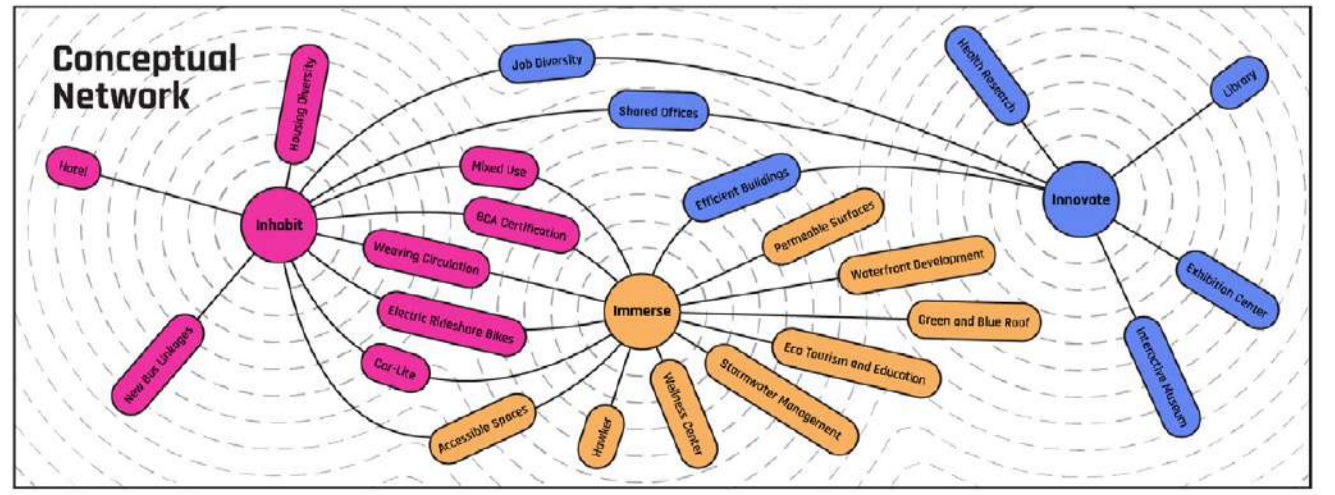 Conceptual
Network
Hotel
Housing Diversity
Inhabit
New Bus Linkages
Job Diversity
Shared Offices
Mixed Use
BCA Certification
Weaving Circulation
Electric Rideshare Bikes
Car-Lite
Accessible Spaces
Immerse
Efficient Buildings
Permeable Surfaces
Waterfront Development
Green and Blue Roof
Eco Tourism and Education
Stormwater Management
Wellness Center
Hawker
Innovate
Health Research
Library
Exhibition Center
Interactive Museum